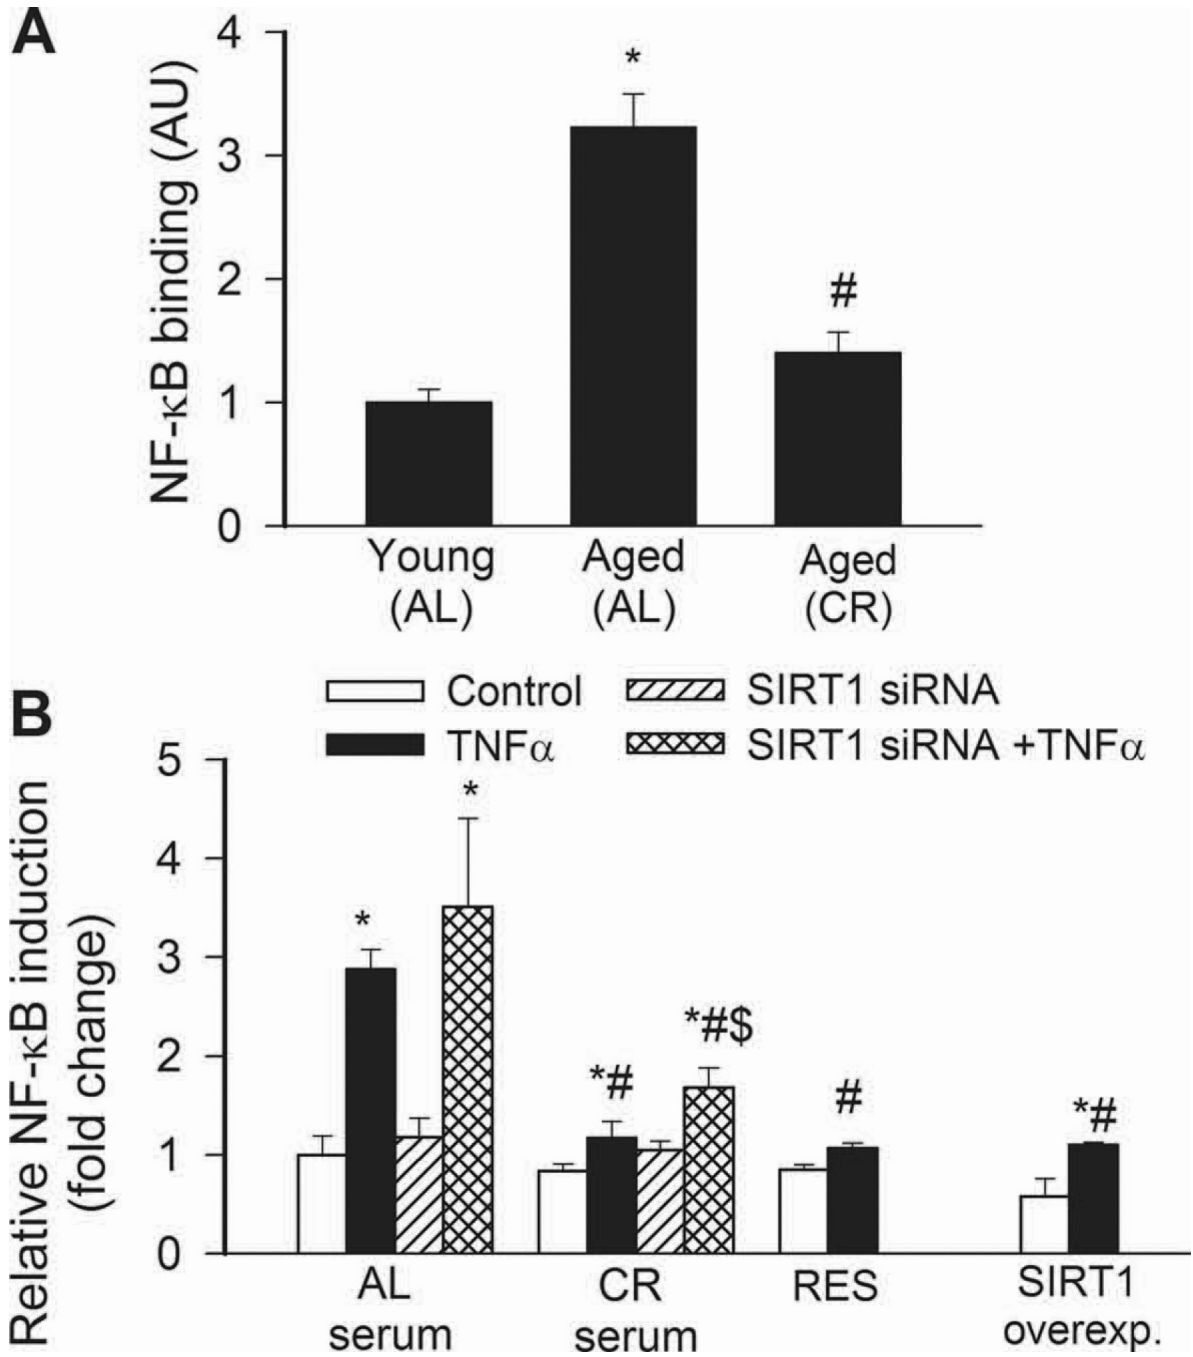 A
NF-κB binding (AU)
4
3
2
1
0
*
#
Young
(AL)
Aged
(AL)
Aged
(CR)
B
Control
SIRT1 siRNA
TNFα
SIRT1 siRNA +TNFα
Relative NF-κB induction
(fold change)
5
4
3
2
1
0
*
*
*#
*#$
#
*#
AL
serum
CR
serum
RES
SIRT1
overexp.